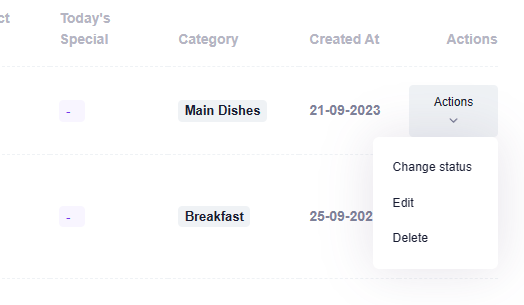 ct
Today's
Special
Category
Created At
Actions
-
Main Dishes
21-09-2023
Actions
Change status
-
Breakfast
25-09-202
Edit
Delete